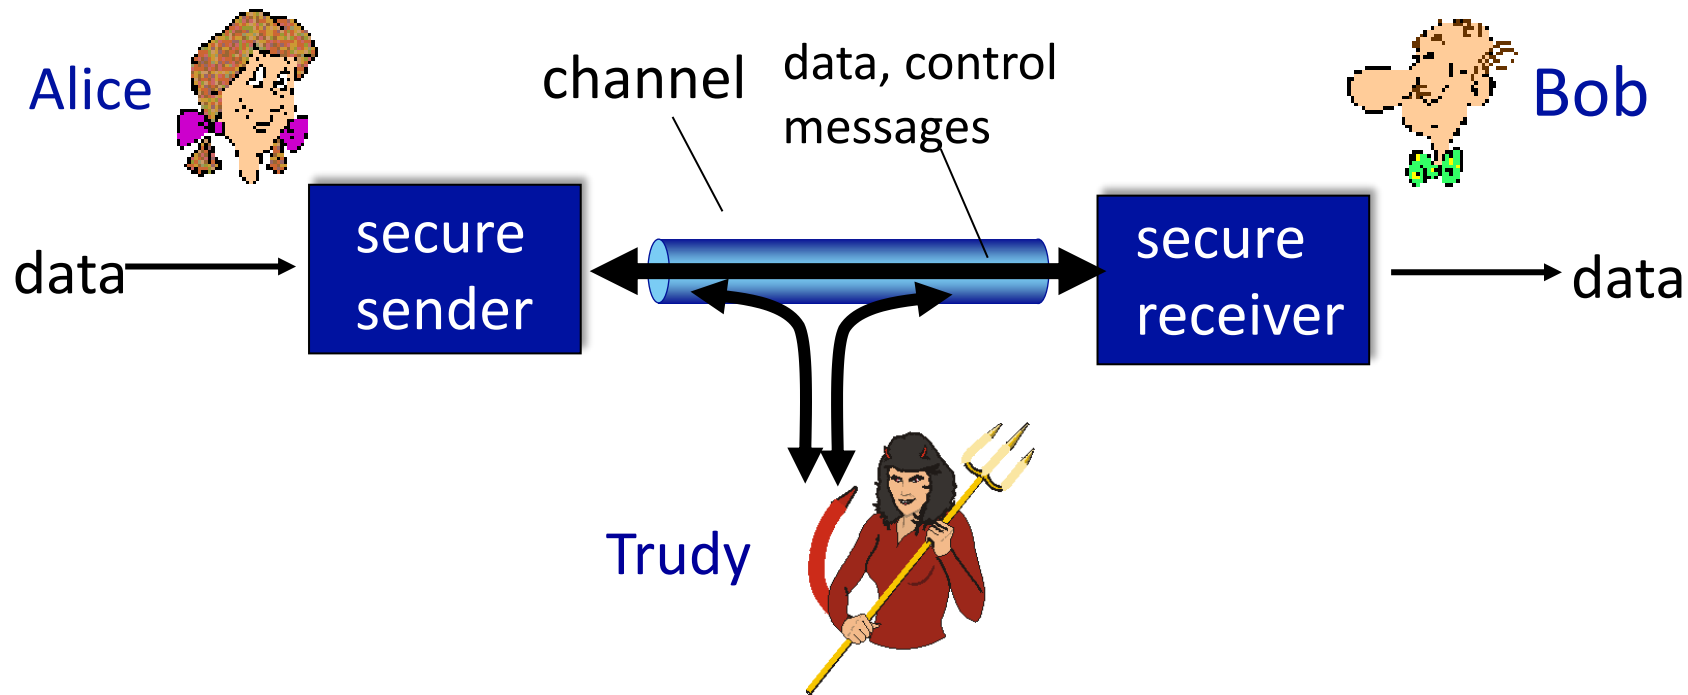 Alice
channel
data, control
messages
Bob
data
secure
sender
secure
receiver
data
Trudy